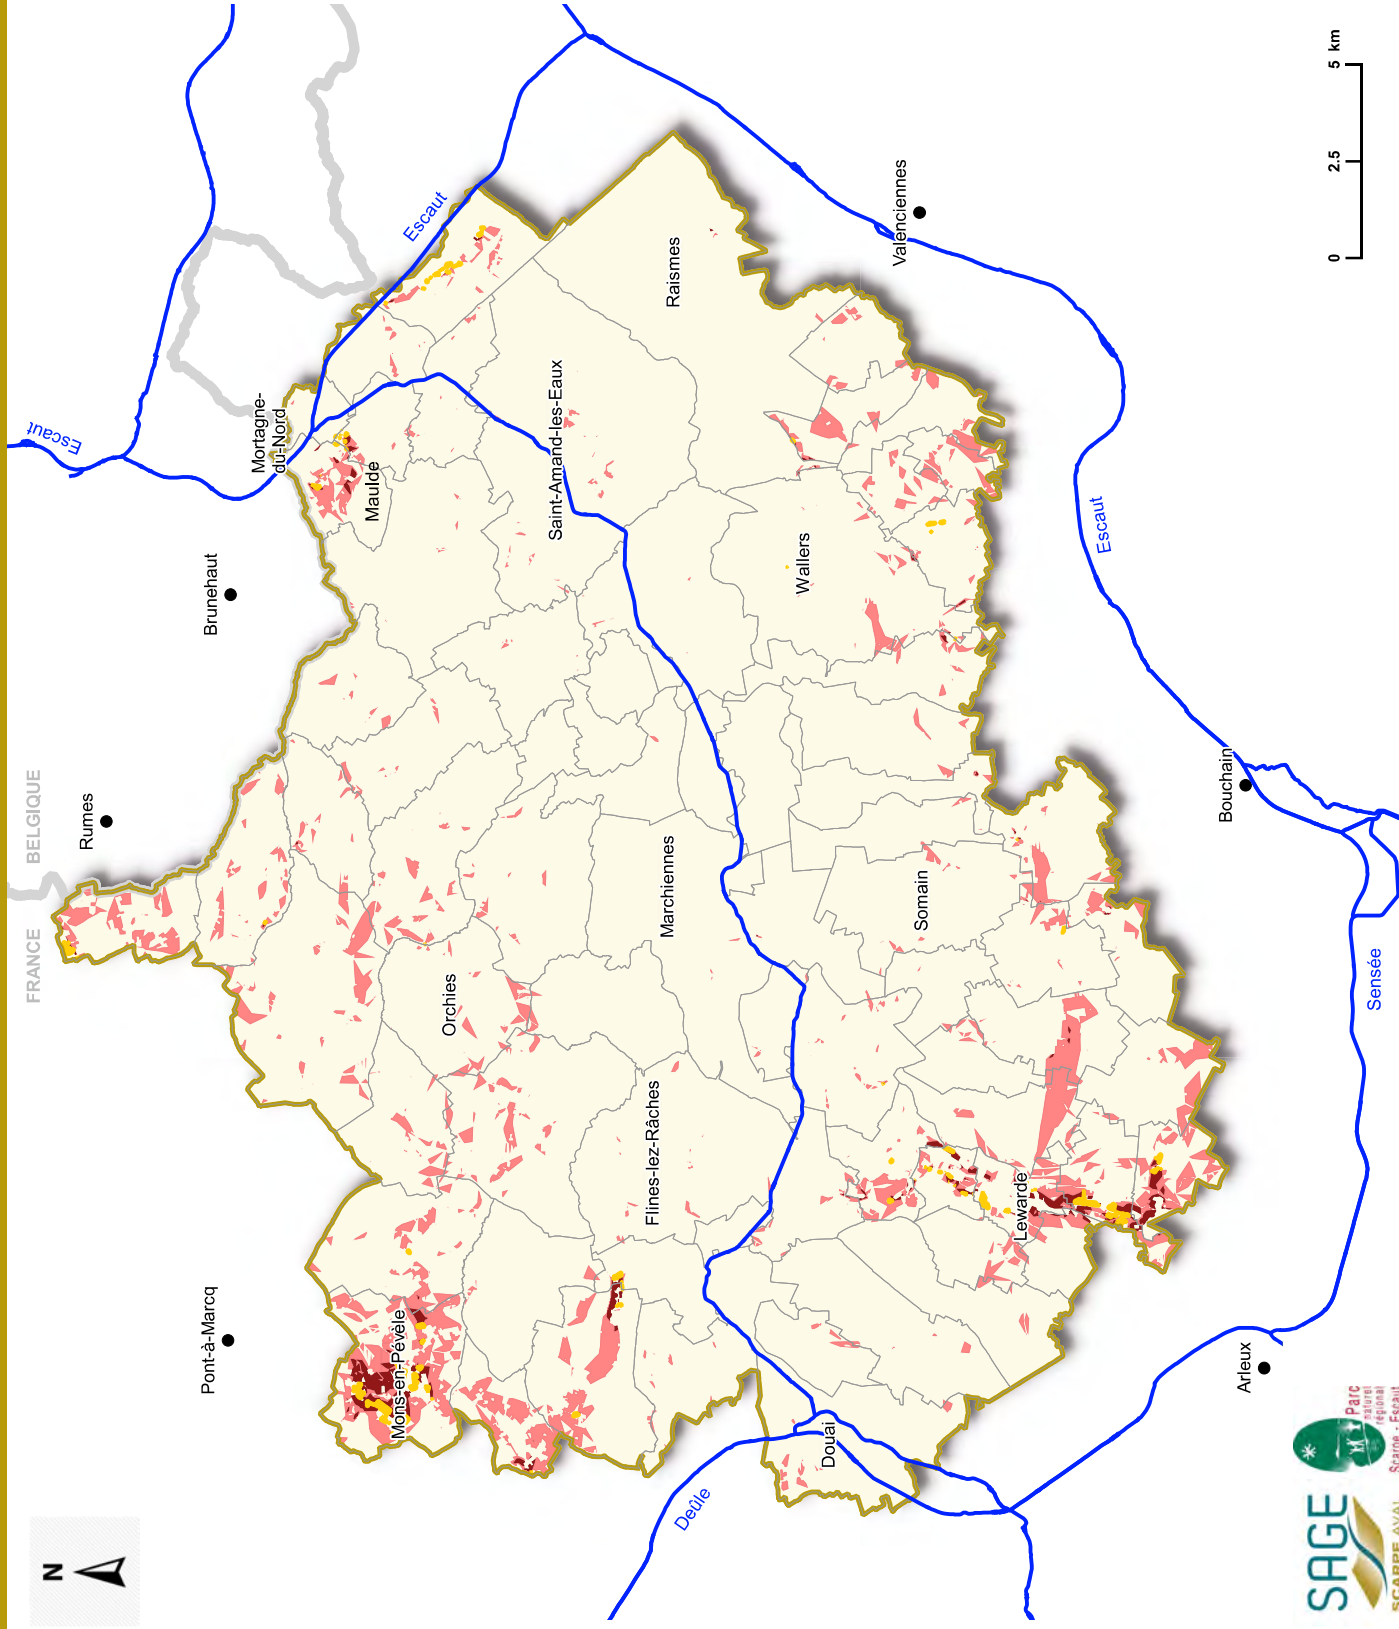 N
FRANCE
BELGIQUE
Rumes
Brunehaut
Escaut
Mortagne-
du-Nord
Maulde
Escaut
Pont-à-Marcq
Mons-en-Pévèle
Orchies
Saint-Amand-les-Eaux
Raismes
Flines-lez-Râches
Marchiennes
Wallers
Valenciennes
Deûle
Douai
Lewarde
Somain
Escaut
Bouchain
Arleux
Sensée
0 2.5 5 km
SAGE
SCARPE AVAL
Parc
naturel
régional
Scarpe - Escaut